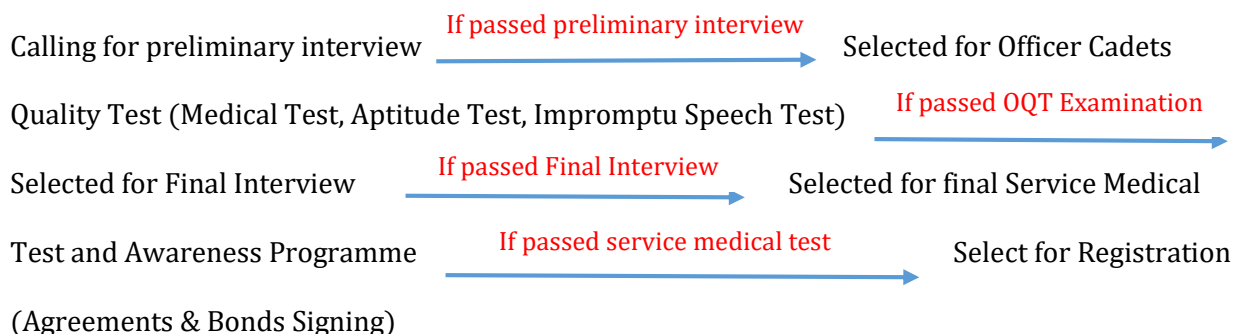 Calling for preliminary interview If passed preliminary interview Selected for Officer Cadets
Quality Test (Medical Test, Aptitude Test, Impromptu Speech Test) If passed OQT Examination
Selected for Final Interview If passed Final Interview Selected for final Service Medical
Test and Awareness Programme If passed service medical test Select for Registration
(Agreements & Bonds Signing)